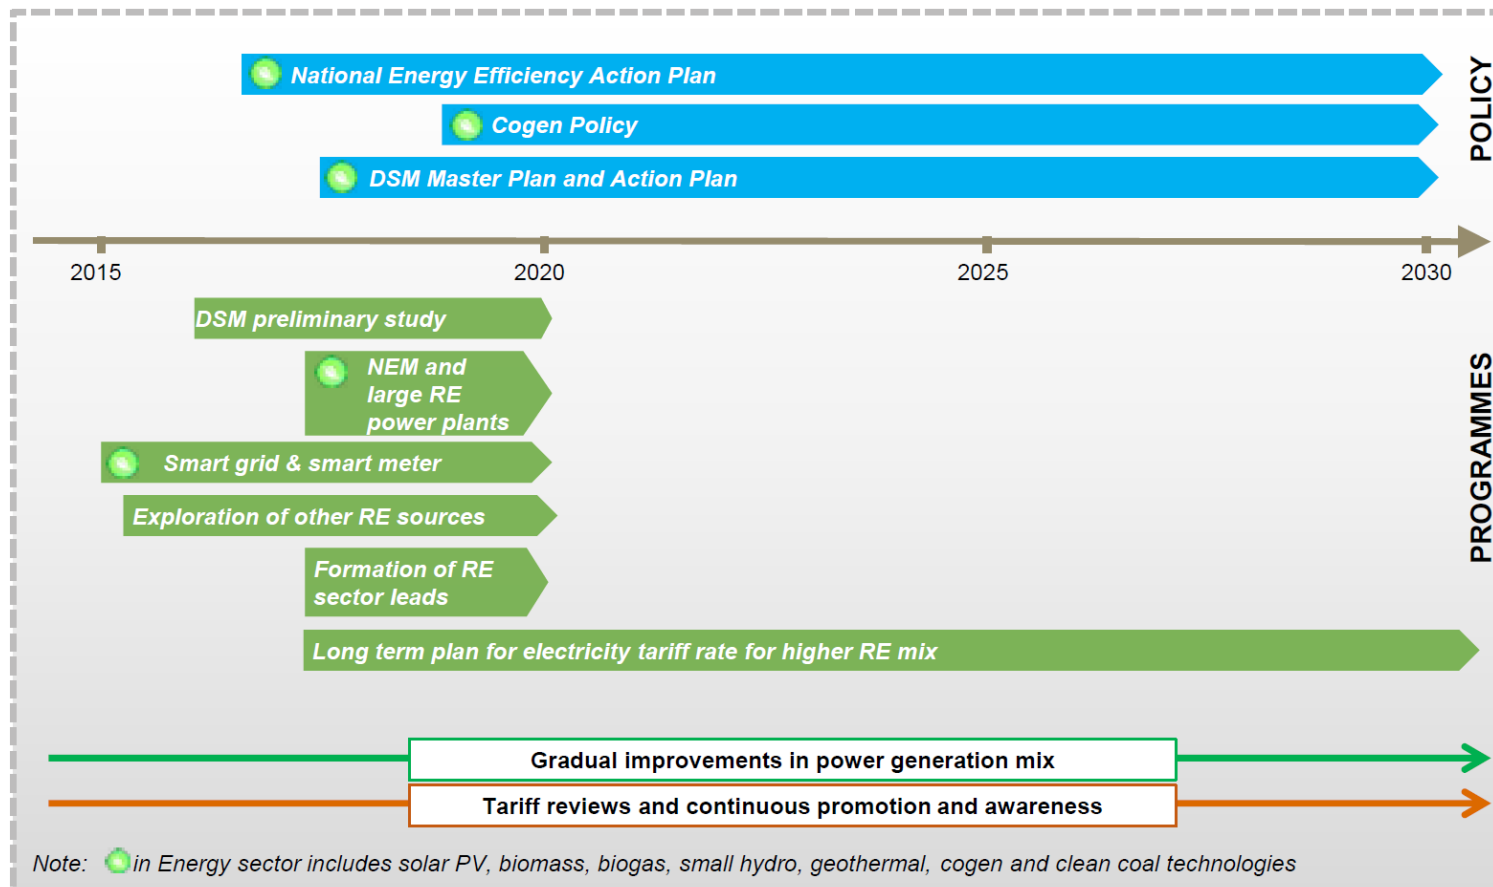 National Energy Efficiency Action Plan
Cogen Policy
DSM Master Plan and Action Plan
POLICY
2015 2020 2025 2030
DSM preliminary study
NEM and
large RE
power plants
Smart grid & smart meter
Exploration of other RE sources
Formation of RE
sector leads
Long term plan for electricity tariff rate for higher RE mix
PROGRAMMES
Gradual improvements in power generation mix
Tariff reviews and continuous promotion and awareness
Note: in Energy sector includes solar PV, biomass, biogas, small hydro, geothermal, cogen and clean coal technologies